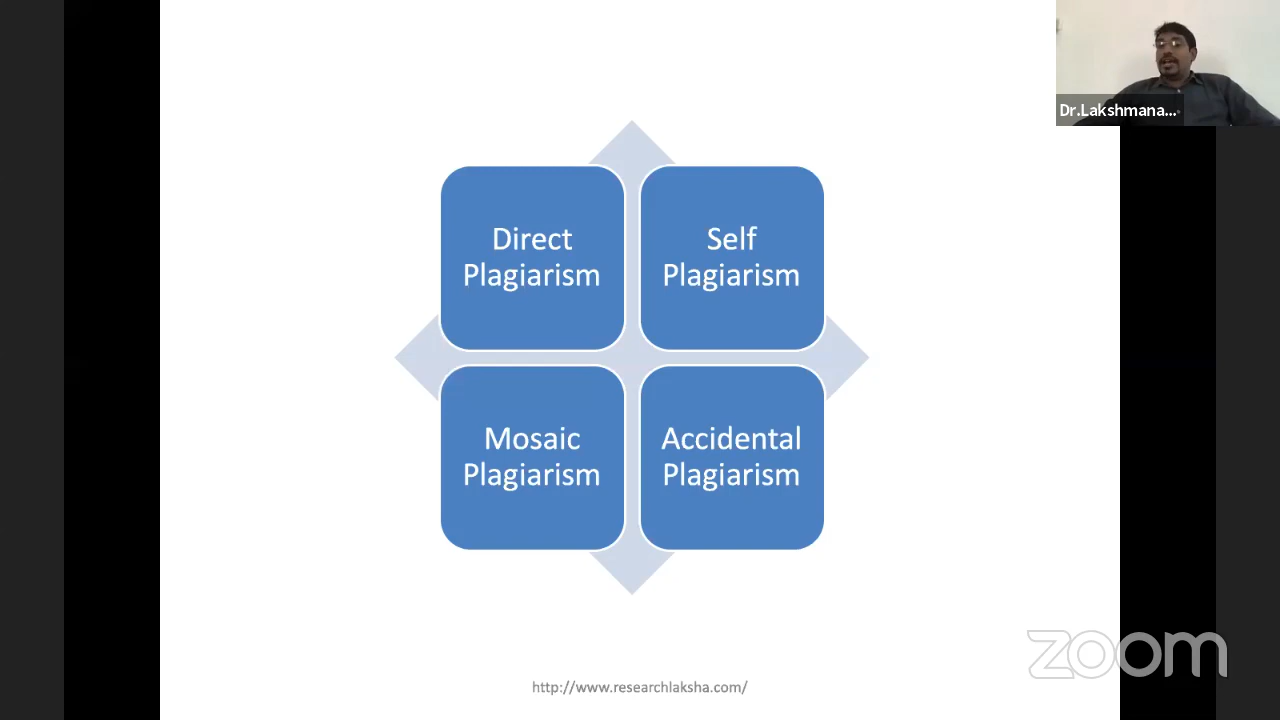 Dr.Lakshmana...
Direct
Plagiarism
Self
Plagiarism
Mosaic
Plagiarism
Accidental
Plagiarism
zoom
http://www.researchlaksha.com/